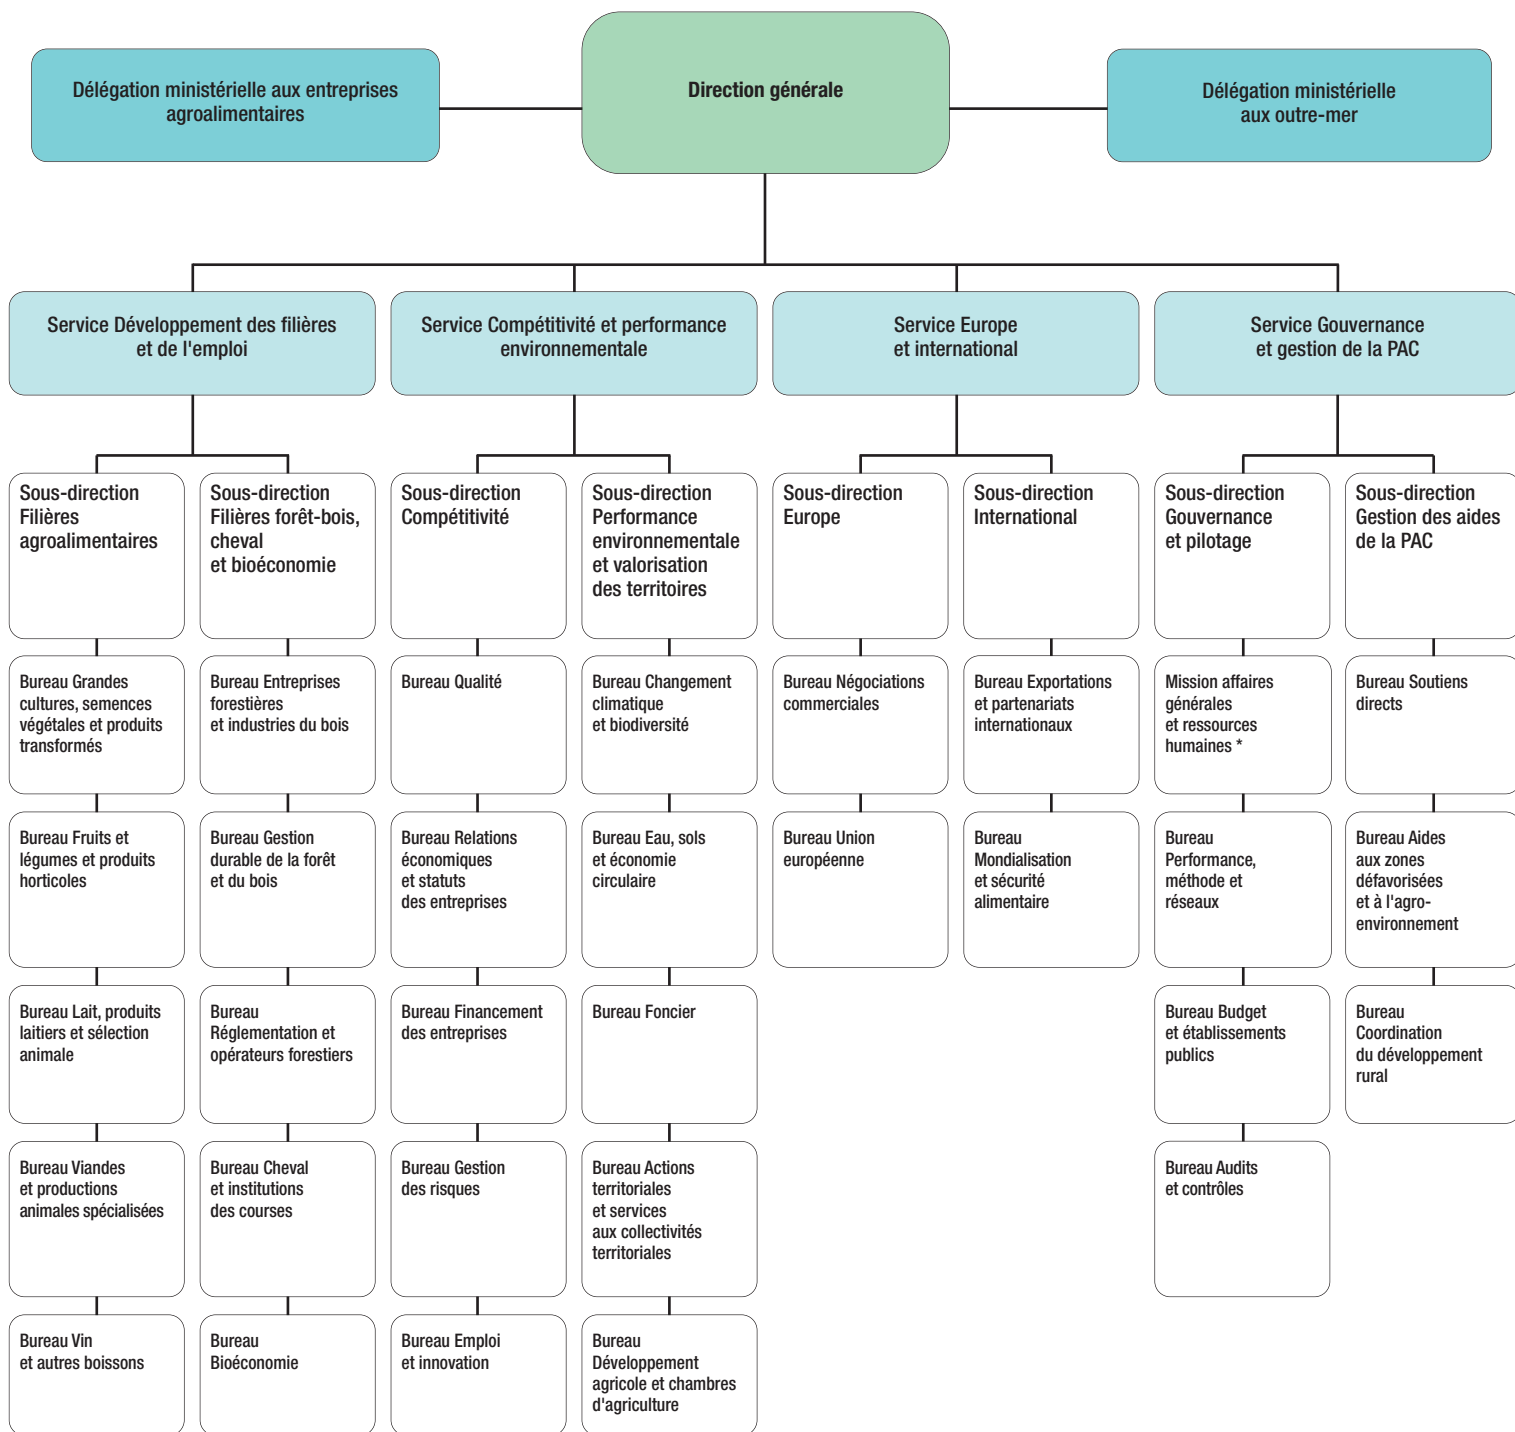 Délégation ministérielle aux entreprises
agroalimentaires
Direction générale
Délégation ministérielle
aux outre-mer
Service Développement des filières
et de l'emploi
Service Compétitivité et performance
environnementale
Service Europe
et international
Service Gouvernance
et gestion de la PAC
Sous-direction
Filières
agroalimentaires
Sous-direction
Filières forêt-bois,
cheval
et bioéconomie
Sous-direction
Compétitivité
Sous-direction
Performance
environnementale
et valorisation
des territoires
Sous-direction
Europe
Sous-direction
International
Sous-direction
Gouvernance
et pilotage
Sous-direction
Gestion des aides
de la PAC
Bureau Grandes
cultures, semences
végétales et produits
transformés
Bureau Entreprises
forestières
et industries du bois
Bureau Qualité
Bureau Changement
climatique
et biodiversité
Bureau Négociations
commerciales
Bureau Exportations
et partenariats
internationaux
Mission affaires
générales
et ressources
humaines *
Bureau Soutiens
directs
Bureau Fruits et
légumes et produits
horticoles
Bureau Gestion
durable de la forêt
et du bois
Bureau Relations
économiques
et statuts
des entreprises
Bureau Eau, sols
et économie
circulaire
Bureau Union
européenne
Bureau
Mondialisation
et sécurité
alimentaire
Bureau
Performance,
méthode et
réseaux
Bureau Aides
aux zones
défavorisées
et à l'agro-
environnement
Bureau Lait, produits
laitiers et sélection
animale
Bureau
Réglementation et
opérateurs forestiers
Bureau Financement
des entreprises
Bureau Foncier
Bureau Budget
et établissements
publics
Bureau
Coordination
du développement
rural
Bureau Viandes
et productions
animales spécialisées
Bureau Cheval
et institutions
des courses
Bureau Gestion
des risques
Bureau Actions
territoriales
et services
aux collectivités
territoriales
Bureau Audits
et contrôles
Bureau Vin
et autres boissons
Bureau
Bioéconomie
Bureau Emploi
et innovation
Bureau
Développement
agricole et chambres
d'agriculture